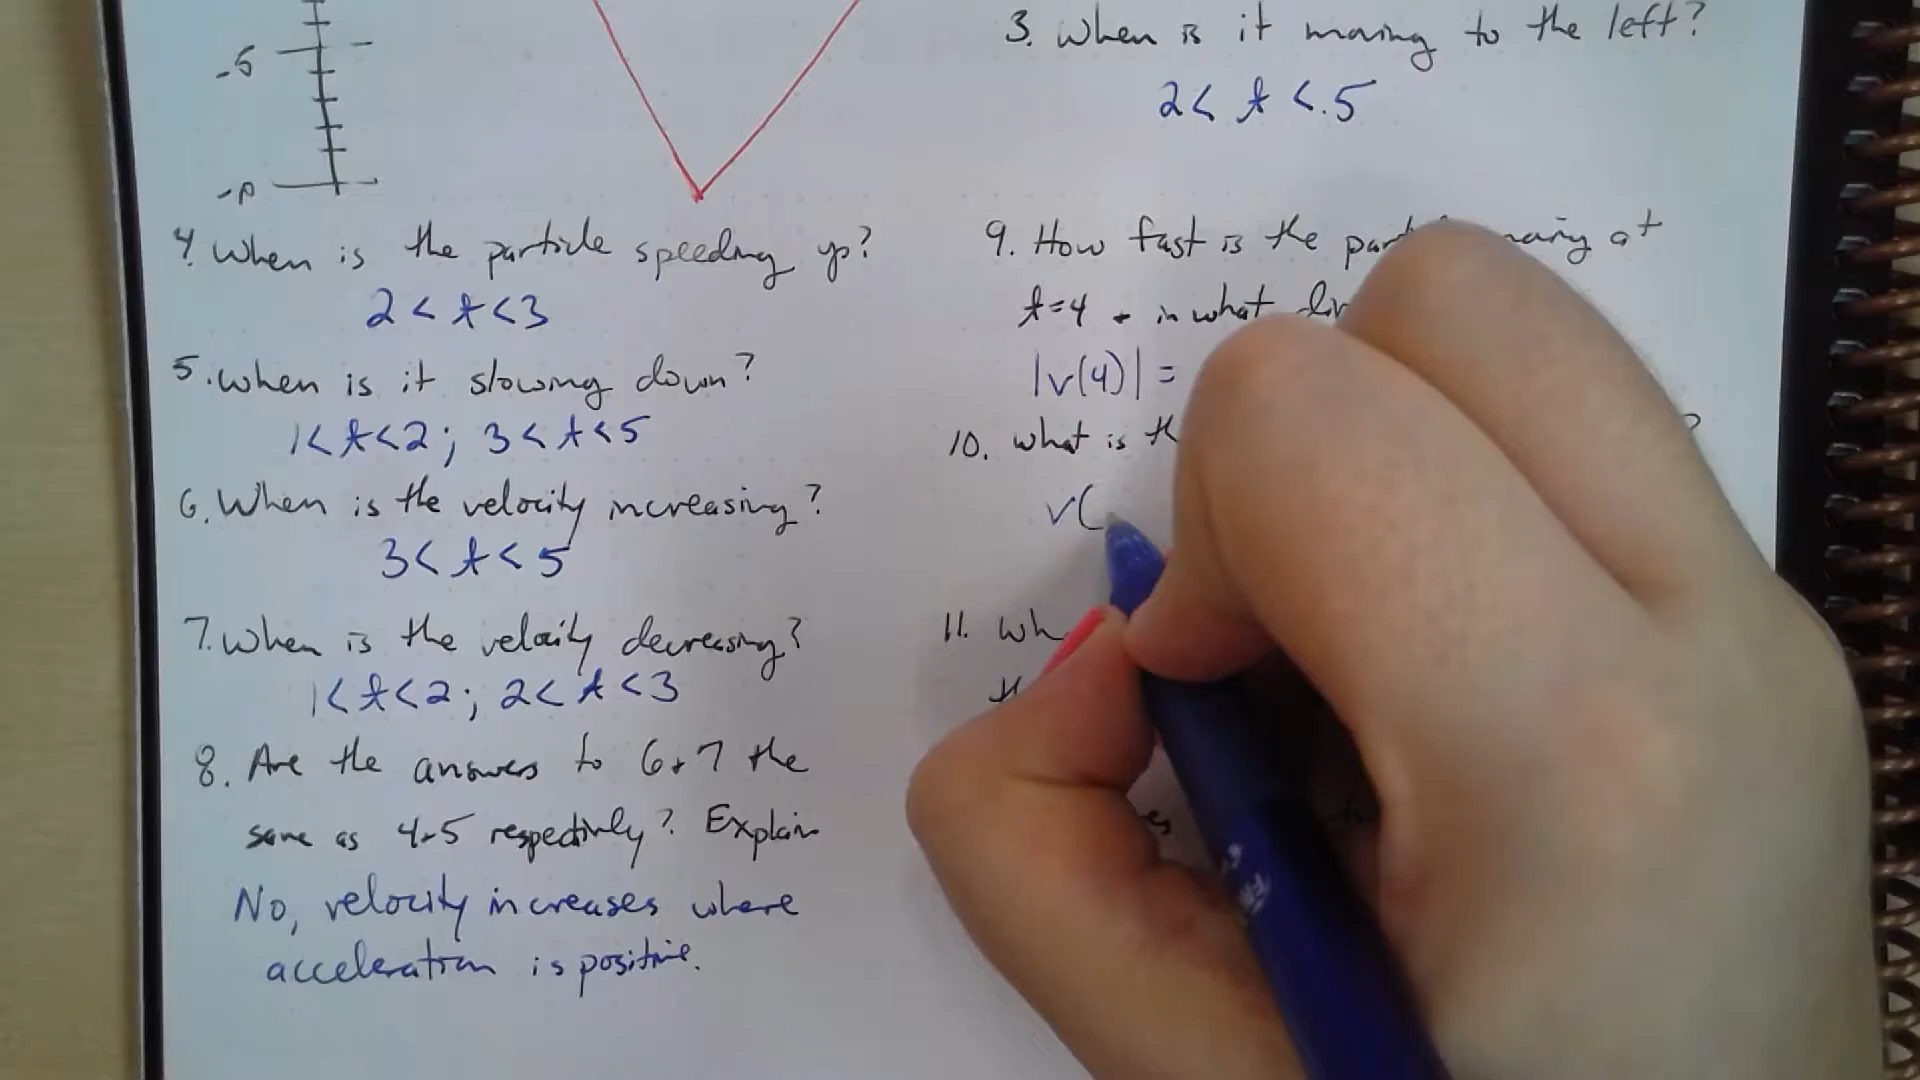 -5
3. When is it moving to the left?
2 < t < 5
4. When is the particle speeding up?
2 < t < 3
5. When is it slowing down?
1 < t < 2 ; 3 < t < 5
6. When is the velocity increasing?
3 < t < 5
7. When is the velocity decreasing?
1 < t < 2 ; 2 < t < 3
8. Are the answers to 6+7 the
same as 4+5 respectively? Explain
No, velocity increases where
acceleration is positive.
9. How fast is the at
t=4 + in what
|v(4)| =
10. What is
v(
11.